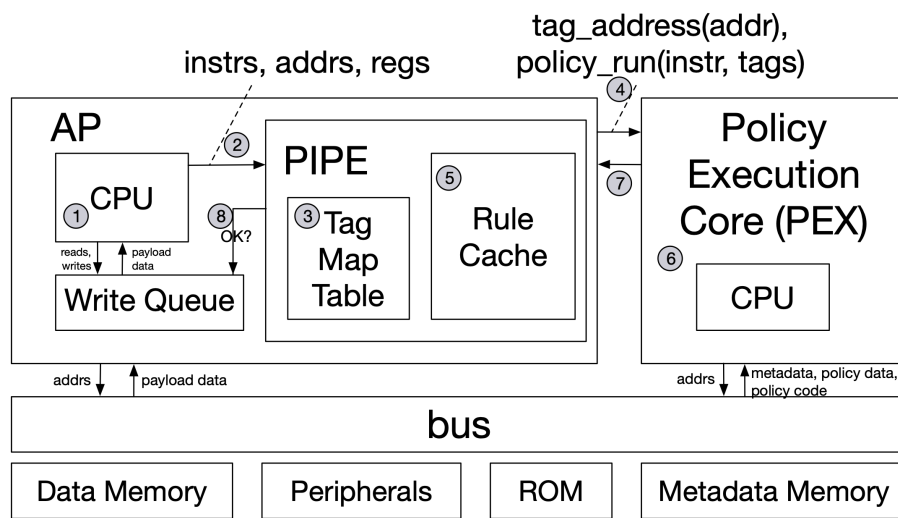 tag_address(addr),
policy_run(instr, tags)
instrs, addrs, regs
4
AP
2
PIPE
Policy
Execution
Core (PEX)
CPU
1
5
7
Rule
Cache
8
OK?
3
Tag
Map
Table
6
CPU
reads,
writes
payload
data
Write Queue
addrs
payload data
addrs
metadata, policy data,
policy code
bus
Data Memory
Peripherals
ROM
Metadata Memory